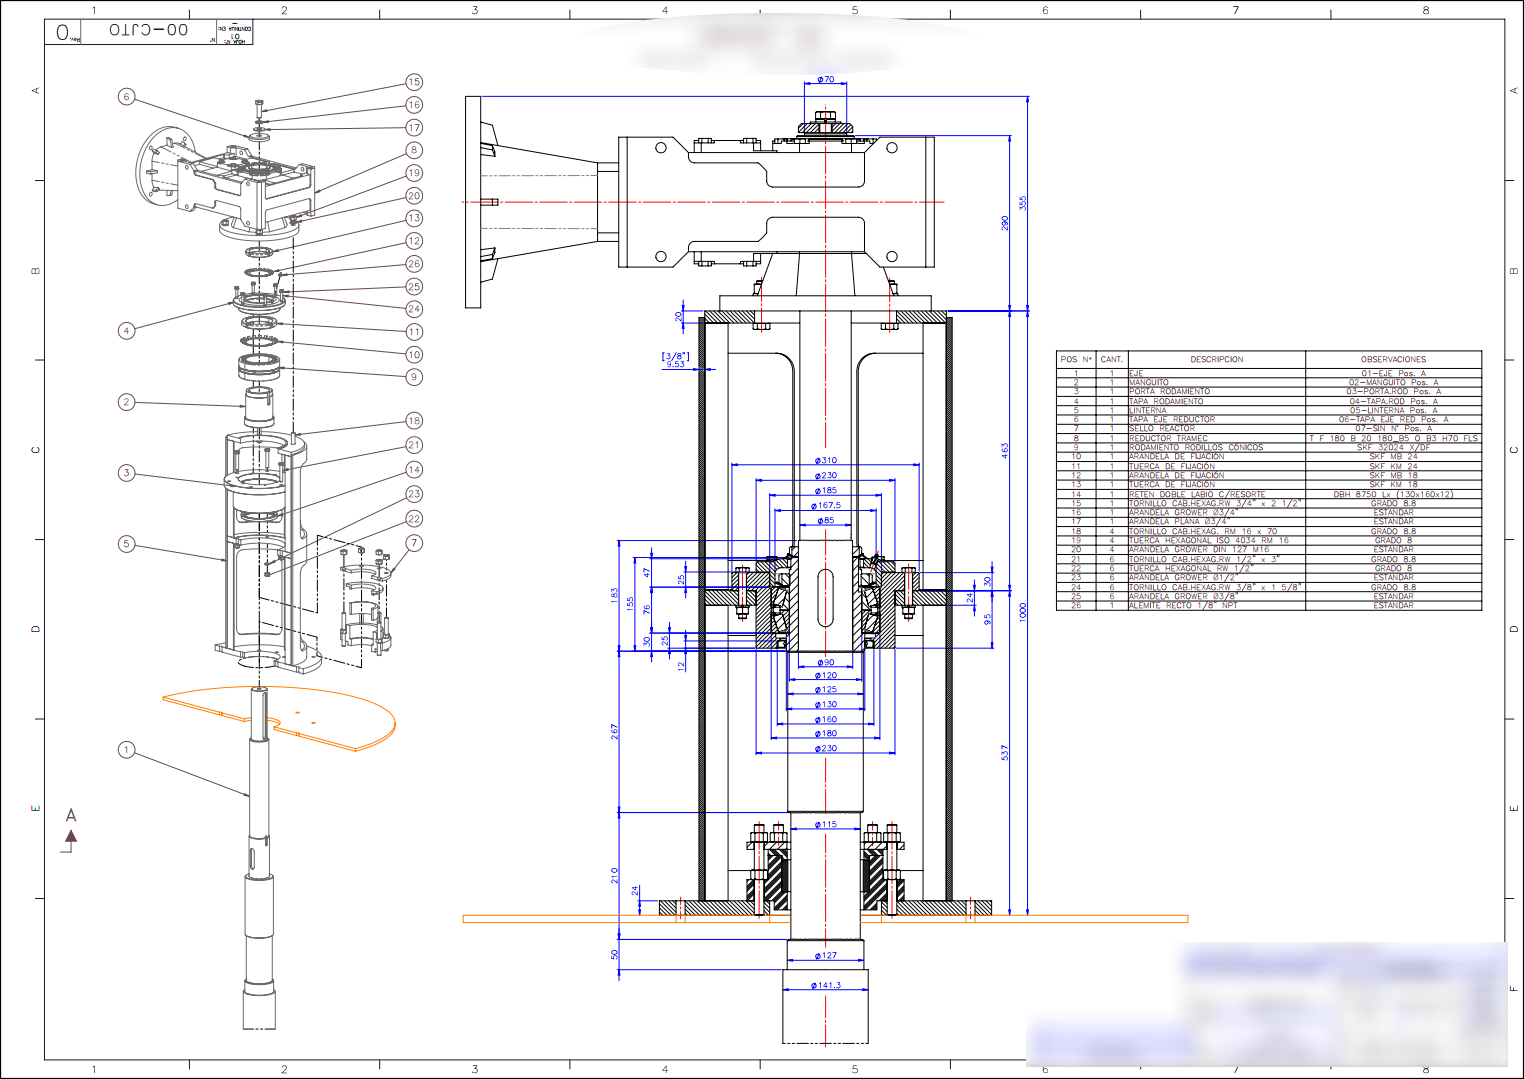 1 2 3 4 5 6 7 8
O Rev. 00-CJTO N° HOJA N°: 01 CONTINUA EN: -
A B C D E F
15
6 16
17
8
19
20
13
12
26
25
24
4 11
10
9
2
18
21
3 14
23
22
5 7
1
A
ø70
355
290
20
[3/8"]
9.53
463
ø310
ø230
ø185
ø167.5
ø85
47
25
30
183
155
76
24
1000
95
30
25
12
ø90
ø120
ø125
ø130
ø160
ø180
ø230
267
537
ø115
210
24
50
ø127
ø141.3
POS N° CANT. DESCRIPCION OBSERVACIONES
1 1 EJE 01-EJE Pos. A
2 1 MANGUITO 02-MANGUITO Pos. A
3 1 PORTA RODAMIENTO 03-PORTA.ROD Pos. A
4 1 TAPA RODAMIENTO 04-TAPA.ROD Pos. A
5 1 LINTERNA 05-LINTERNA Pos. A
6 1 TAPA EJE REDUCTOR 06-TAPA EJE RED Pos. A
7 1 SELLO REACTOR 07-SIN N° Pos. A
8 1 REDUCTOR TRAMEC T F 180 B 20 180_B5 O B3 H70 FLS
9 1 RODAMIENTO RODILLOS CONICOS SKF 32024 X/DF
10 1 ARANDELA DE FIJACION SKF MB 24
11 1 TUERCA DE FIJACION SKF KM 24
12 1 ARANDELA DE FIJACION SKF MB 18
13 1 TUERCA DE FIJACION SKF KM 18
14 1 RETEN DOBLE LABIO C/RESORTE DBH 8750 Lx (130x160x12)
15 1 TORNILLO CAB.HEXAG.RW 3/4" x 2 1/2" GRADO 8.8
16 1 ARANDELA GROWER Ø3/4" ESTANDAR
17 1 ARANDELA PLANA Ø3/4" ESTANDAR
18 4 TORNILLO CAB.HEXAG. RM 16 x 70 GRADO 8.8
19 4 TUERCA HEXAGONAL ISO 4034 RM 16 GRADO 8
20 4 ARANDELA GROWER DIN 127 M16 ESTANDAR
21 6 TORNILLO CAB.HEXAG.RW 1/2" x 3" GRADO 8.8
22 6 TUERCA HEXAGONAL RW 1/2" GRADO 8
23 6 ARANDELA GROWER Ø1/2" ESTANDAR
24 6 TORNILLO CAB.HEXAG.RW 3/8" x 1 5/8" GRADO 8.8
25 6 ARANDELA GROWER Ø3/8" ESTANDAR
26 1 ALEMITE RECTO 1/8" NPT ESTANDAR
A B C D E F
1 2 3 4 5 6 7 8